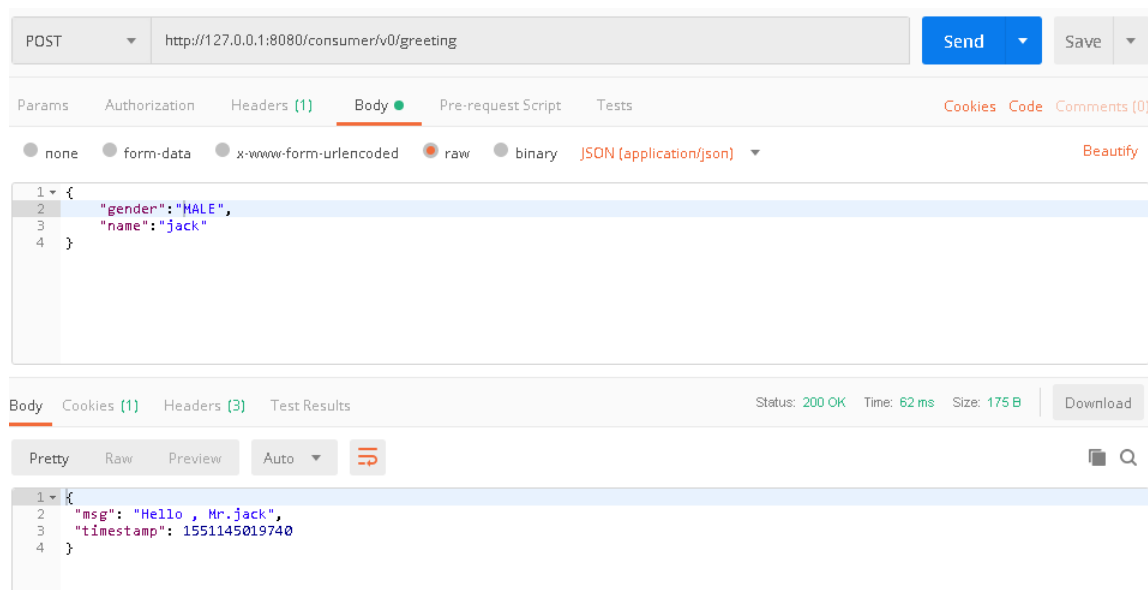 POST http://127.0.0.1:8080/consumer/v0/greeting Send Save
Params Authorization Headers (1) Body Pre-request Script Tests Cookies Code Comments (0)
none form-data x-www-form-urlencoded raw binary JSON (application/json) Beautify
1 {
2 "gender":"MALE",
3 "name":"jack"
4 }
Body Cookies (1) Headers (3) Test Results Status: 200 OK Time: 62 ms Size: 175 B Download
Pretty Raw Preview Auto
1 {
2 "msg": "Hello , Mr.jack",
3 "timestamp": 1551145019740
4 }